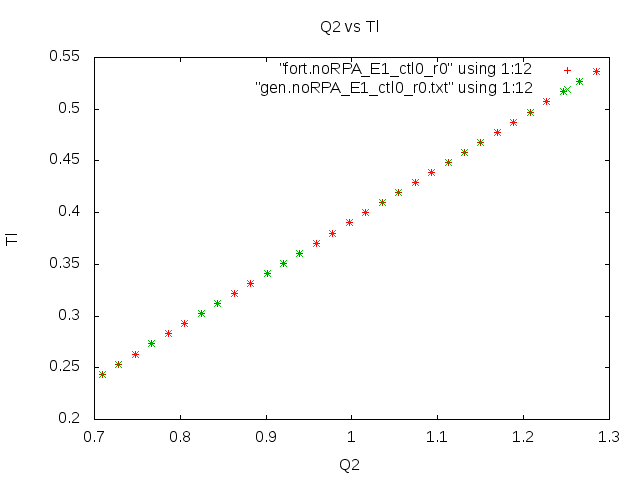 Q2 vs Tl
"fort.noRPA_E1_ctl0_r0" using 1:12
"gen.noRPA_E1_ctl0_r0.txt" using 1:12
0.55
0.5
0.45
0.4
0.35
0.3
0.25
0.2
Tl
0.7 0.8 0.9 1 1.1 1.2 1.3
Q2